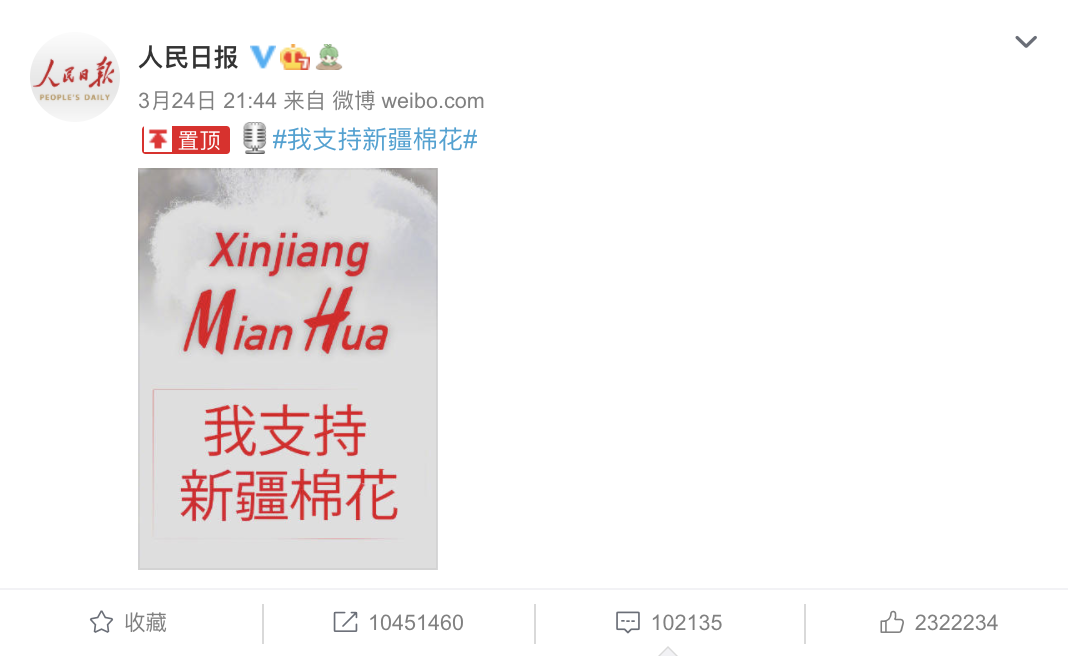 人民日报
人民日报
PEOPLE'S DAILY
3月24日 21:44 来自 微博 weibo.com
置顶 #我支持新疆棉花#
Xinjiang
Mian Hua
我支持
新疆棉花
收藏
10451460
102135
2322234